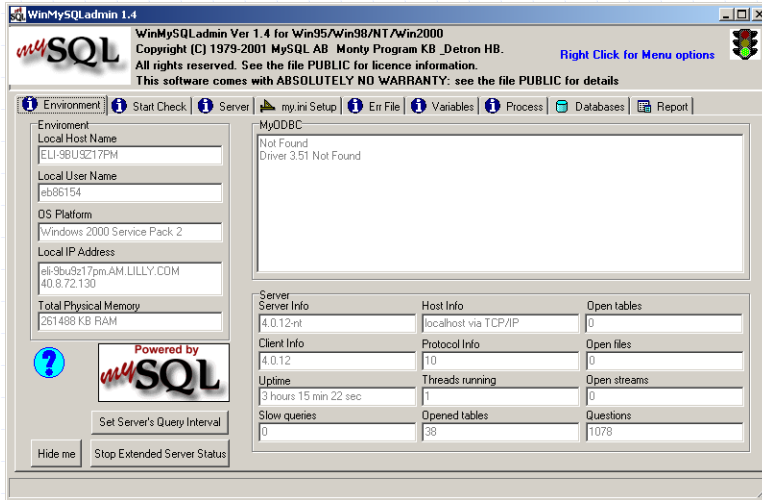 WinMySQLadmin 1.4
mySQL
WinMySQLadmin Ver 1.4 for Win95/Win98/NT/Win2000
Copyright (C) 1979-2001 MySQL AB Monty Program KB _Detron HB.
All rights reserved. See the file PUBLIC for licence information.
This software comes with ABSOLUTELY NO WARRANTY: see the file PUBLIC for details
Right Click for Menu options
Environment Start Check Server my.ini Setup Err File Variables Process Databases Report
Enviroment
Local Host Name
ELI-9BU9Z17PM
Local User Name
eb86154
OS Platform
Windows 2000 Service Pack 2
Local IP Address
eli-9bu9z17pm.AM.LILLY.COM
40.8.72.130
Total Physical Memory
261488 KB RAM
Powered by
mySQL
Set Server's Query Interval
Hide me Stop Extended Server Status
MyODBC
Not Found
Driver 3.51 Not Found
Server
Server Info Host Info Open tables
4.0.12-nt localhost via TCP/IP 0
Client Info Protocol Info Open files
4.0.12 10 0
Uptime Threads running Open streams
3 hours 15 min 22 sec 1 0
Slow queries Opened tables Questions
0 38 1078